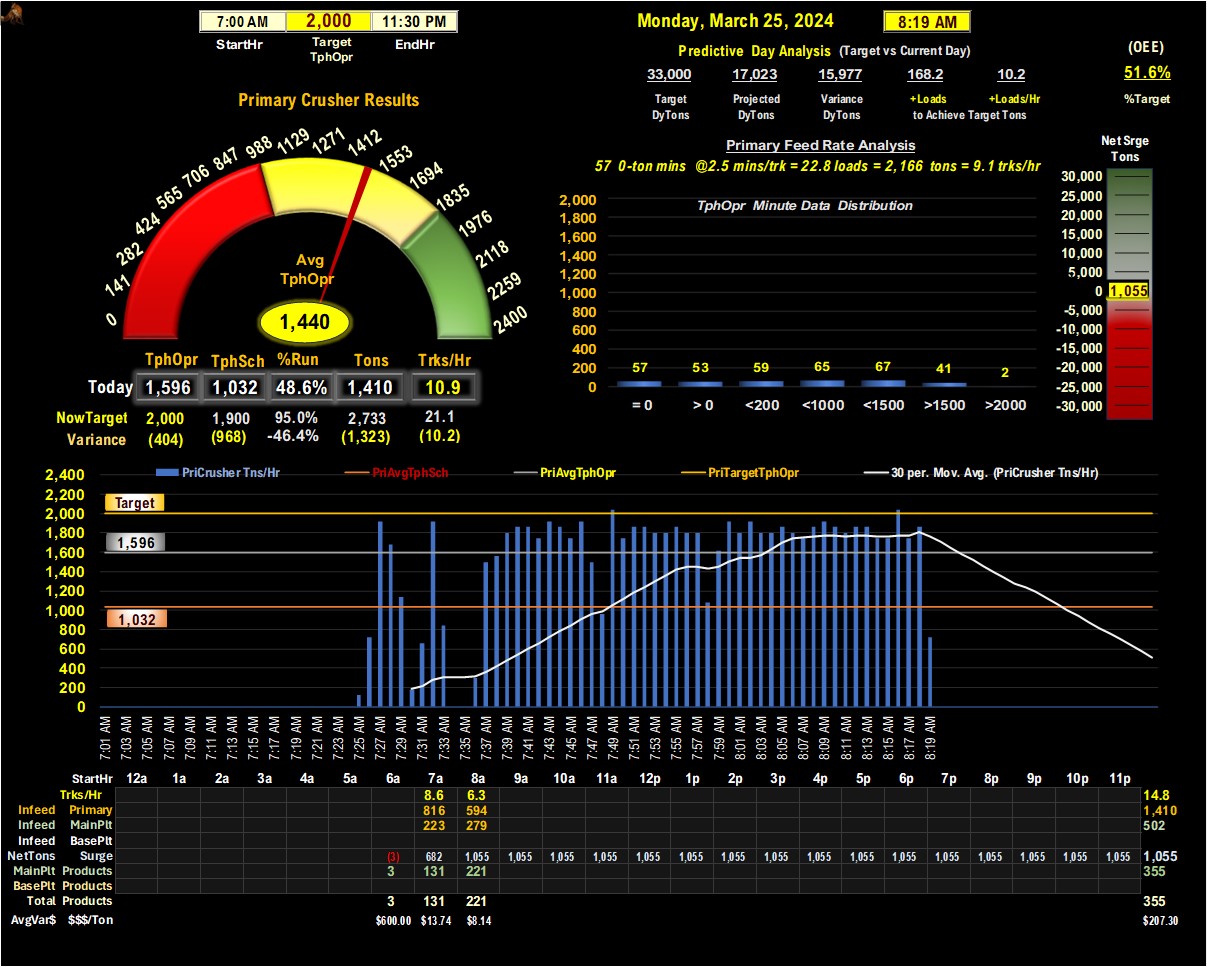 7:00 AM 2,000 11:30 PM
StartHr Target TphOpr EndHr
Monday, March 25, 2024 8:19 AM
Predictive Day Analysis (Target vs Current Day)
33,000 17,023 15,977 168.2 10.2
Target DyTons Projected DyTons Variance DyTons +Loads +Loads/Hr
to Achieve Target Tons
(OEE)
51.6%
%Target
Primary Crusher Results
0 141 282 424 565 706 847 988 1129 1271 1412 1553 1694 1835 1976 2118 2259 2400
Avg
TphOpr
1,440
TphOpr TphSch %Run Tons Trks/Hr
Today 1,596 1,032 48.6% 1,410 10.9
NowTarget 2,000 1,900 95.0% 2,733 21.1
Variance (404) (968) -46.4% (1,323) (10.2)
Primary Feed Rate Analysis
57 0-ton mins @2.5 mins/trk = 22.8 loads = 2,166 tons = 9.1 trks/hr
TphOpr Minute Data Distribution
2,000
1,800
1,600
1,400
1,200
1,000
800
600
400
200
0
57 53 59 65 67 41 2
= 0 > 0 <200 <1000 <1500 >1500 >2000
Net Srge
Tons
30,000
25,000
20,000
15,000
10,000
5,000
0 1,055
-5,000
-10,000
-15,000
-20,000
-25,000
-30,000
PriCrusher Tns/Hr PriAvgTphSch PriAvgTphOpr PriTargetTphOpr 30 per. Mov. Avg. (PriCrusher Tns/Hr)
2,400
2,200
2,000
1,800
1,600
1,400
1,200
1,000
800
600
400
200
0
Target
1,596
1,032
7:01 AM 7:03 AM 7:05 AM 7:07 AM 7:09 AM 7:11 AM 7:13 AM 7:15 AM 7:17 AM 7:19 AM 7:21 AM 7:23 AM 7:25 AM 7:27 AM 7:29 AM 7:31 AM 7:33 AM 7:35 AM 7:37 AM 7:39 AM 7:41 AM 7:43 AM 7:45 AM 7:47 AM 7:49 AM 7:51 AM 7:53 AM 7:55 AM 7:57 AM 7:59 AM 8:01 AM 8:03 AM 8:05 AM 8:07 AM 8:09 AM 8:11 AM 8:13 AM 8:15 AM 8:17 AM 8:19 AM
StartHr 12a 1a 2a 3a 4a 5a 6a 7a 8a 9a 10a 11a 12p 1p 2p 3p 4p 5p 6p 7p 8p 9p 10p 11p
Trks/Hr 8.6 6.3 14.8
Infeed Primary 816 594 1,410
Infeed MainPlt 223 279 502
Infeed BasePlt
NetTons Surge (3) 682 1,055 1,055 1,055 1,055 1,055 1,055 1,055 1,055 1,055 1,055 1,055 1,055 1,055 1,055 1,055 1,055 1,055
MainPlt Products 3 131 221 355
BasePlt Products
Total Products 3 131 221 355
AvgVar$ $$$/Ton $600.00 $13.74 $8.14 $207.30